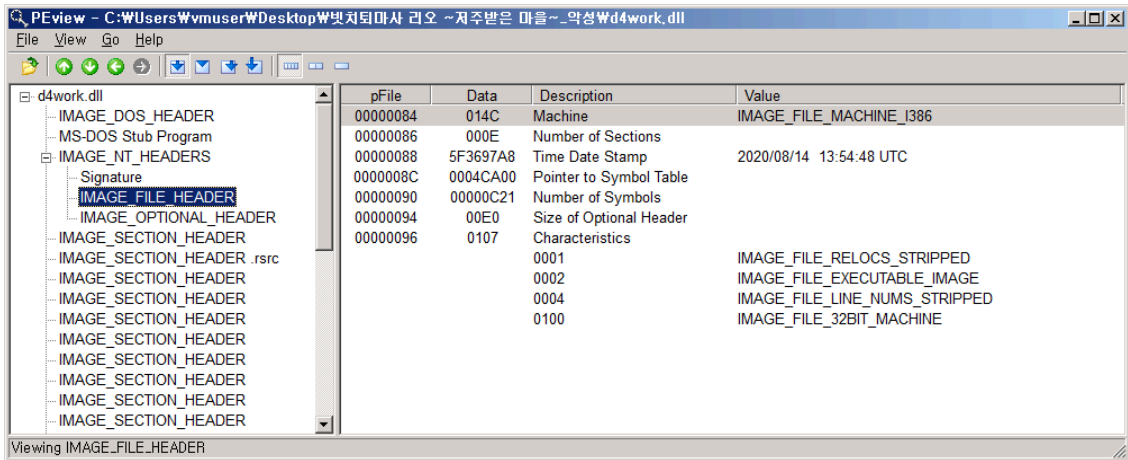 PEview - C:₩Users₩vmuser₩Desktop₩빗치퇴마사 리오 ~저주받은 마을~_악성₩d4work.dll
File View Go Help
d4work.dll
IMAGE_DOS_HEADER
MS-DOS Stub Program
IMAGE_NT_HEADERS
Signature
IMAGE_FILE_HEADER
IMAGE_OPTIONAL_HEADER
IMAGE_SECTION_HEADER
IMAGE_SECTION_HEADER .rsrc
IMAGE_SECTION_HEADER
IMAGE_SECTION_HEADER
IMAGE_SECTION_HEADER
IMAGE_SECTION_HEADER
IMAGE_SECTION_HEADER
IMAGE_SECTION_HEADER
IMAGE_SECTION_HEADER
IMAGE_SECTION_HEADER
pFile Data Description Value
00000084 014C Machine IMAGE_FILE_MACHINE_I386
00000086 000E Number of Sections
00000088 5F3697A8 Time Date Stamp 2020/08/14 13:54:48 UTC
0000008C 0004CA00 Pointer to Symbol Table
00000090 00000C21 Number of Symbols
00000094 00E0 Size of Optional Header
00000096 0107 Characteristics
0001 IMAGE_FILE_RELOCS_STRIPPED
0002 IMAGE_FILE_EXECUTABLE_IMAGE
0004 IMAGE_FILE_LINE_NUMS_STRIPPED
0100 IMAGE_FILE_32BIT_MACHINE
Viewing IMAGE_FILE_HEADER